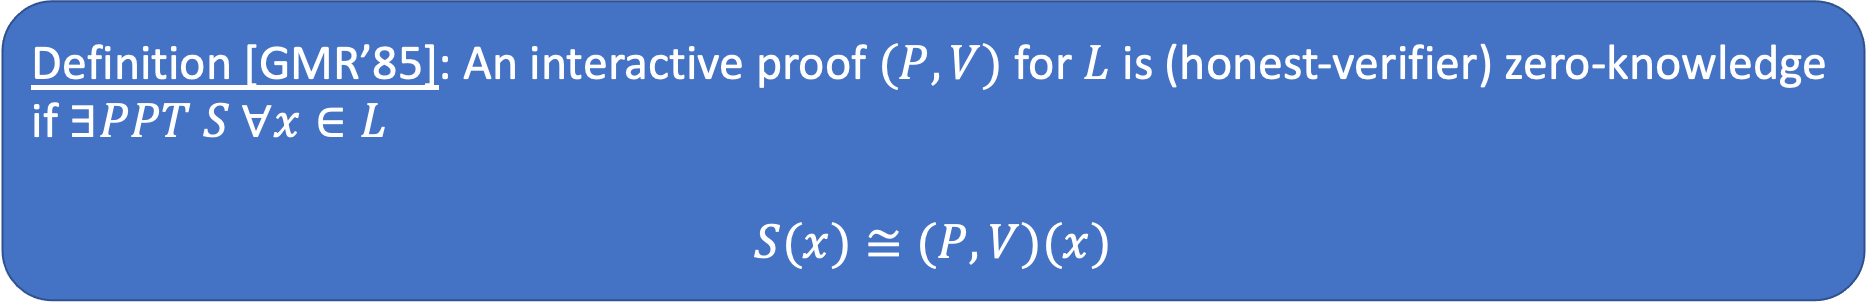 Definition [GMR’85]: An interactive proof (P, V) for L is (honest-verifier) zero-knowledge
if ∃PPT S ∀x ∈ L
S(x) ≅ (P, V)(x)